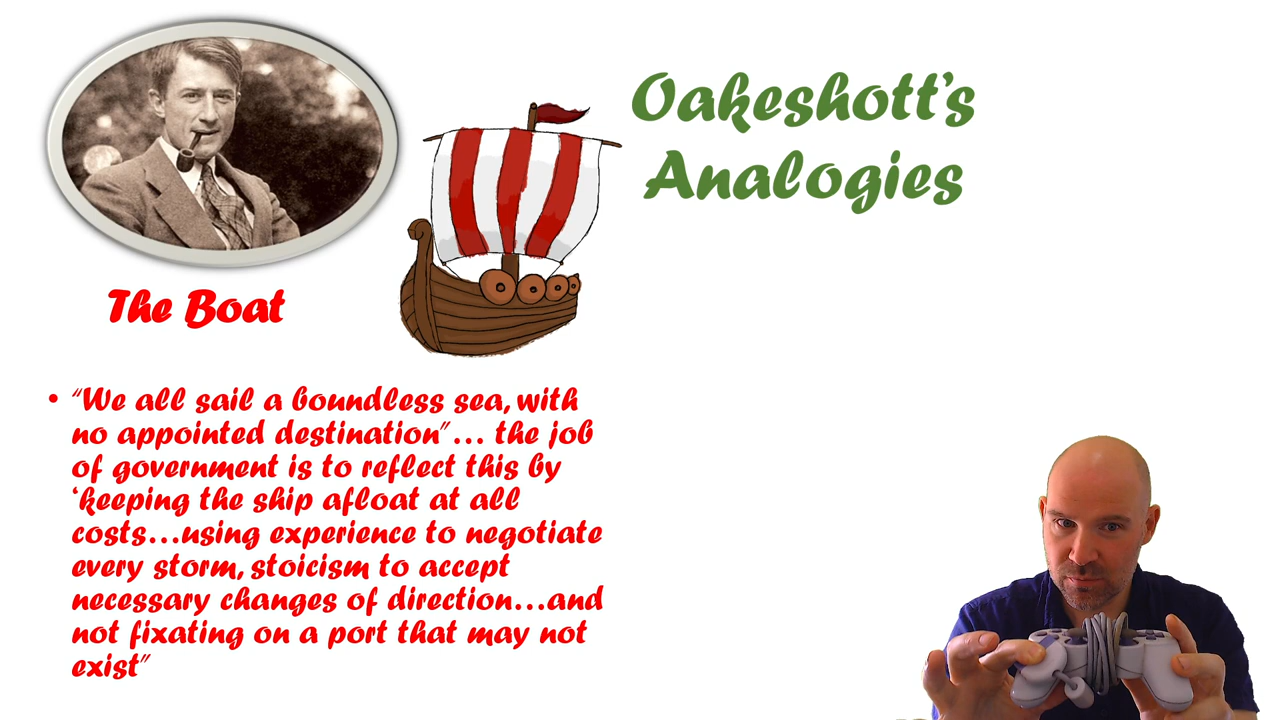 Oakeshott's
Analogies
The Boat
• "We all sail a boundless sea, with
no appointed destination"... the job
of government is to reflect this by
'keeping the ship afloat at all
costs...using experience to negotiate
every storm, stoicism to accept
necessary changes of direction...and
not fixating on a port that may not
exist"